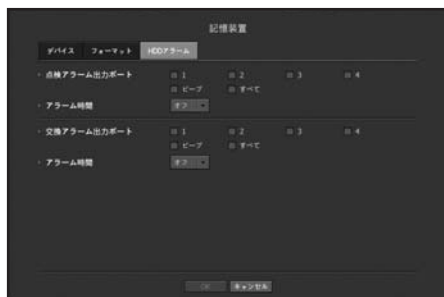 記憶装置
デバイス フォーマット HDDアラーム
点検アラーム出力ポート 1 2 3 4
ビープ すべて
アラーム時間 オフ
交換アラーム出力ポート 1 2 3 4
ビープ すべて
アラーム時間 オフ
OK キャンセル